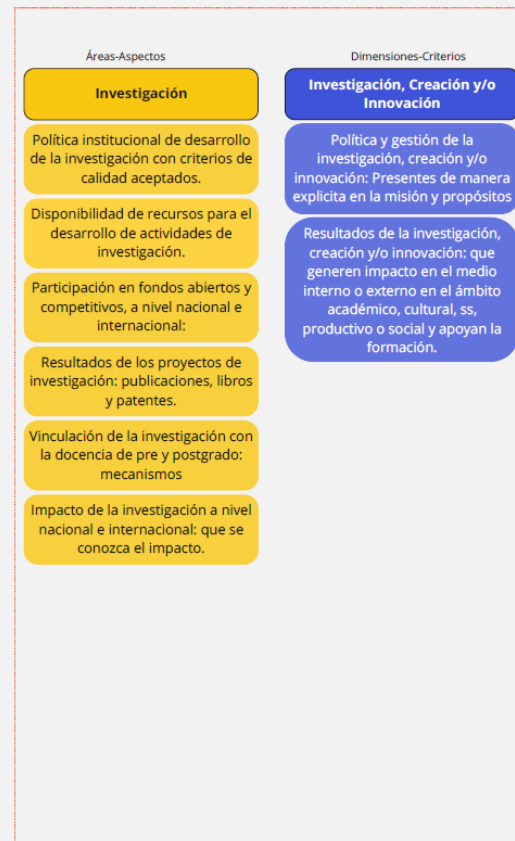 Áreas-Aspectos
Investigación
Política institucional de desarrollo
de la investigación con criterios de
calidad aceptados.
Disponibilidad de recursos para el
desarrollo de actividades de
investigación.
Participación en fondos abiertos y
competitivos, a nivel nacional e
internacional:
Resultados de los proyectos de
investigación: publicaciones, libros
y patentes.
Vinculación de la investigación con
la docencia de pre y postgrado:
mecanismos
Impacto de la investigación a nivel
nacional e internacional: que se
conozca el impacto.
Dimensiones-Criterios
Investigación, Creación y/o
Innovación
Política y gestión de la
investigación, creación y/o
innovación: Presentes de manera
explicita en la misión y propósitos
Resultados de la investigación,
creación y/o innovación: que
generen impacto en el medio
interno o externo en el ámbito
académico, cultural, ss,
productivo o social y apoyan la
formación.